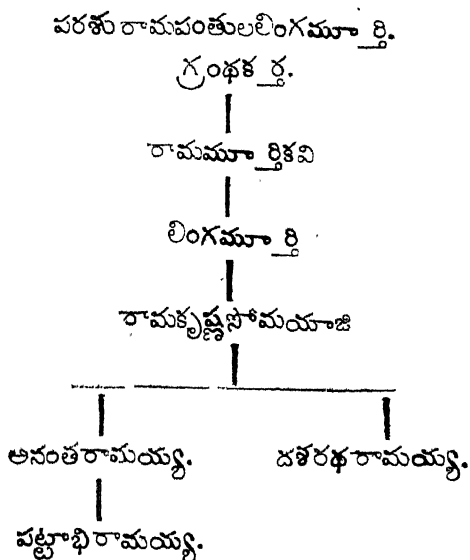 పరశురామపంతులలింగమూర్తి.
గ్రంథకర్త.
రామమూర్తికవి
లింగమూర్తి
రామకృష్ణసోమయాజి
అనంతరామయ్య. దశరథరామయ్య.
పట్టాభిరామయ్య.